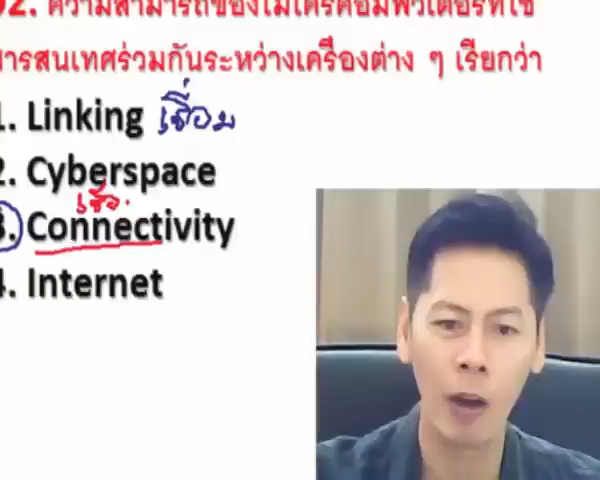 02. ความสามารถของไมโครคอมพิวเตอร์ที่ใช้
สารสนเทศร่วมกันระหว่างเครื่องต่าง ๆ เรียกว่า
1. Linking เชื่อม
2. Cyberspace
3. Connectivity
4. Internet